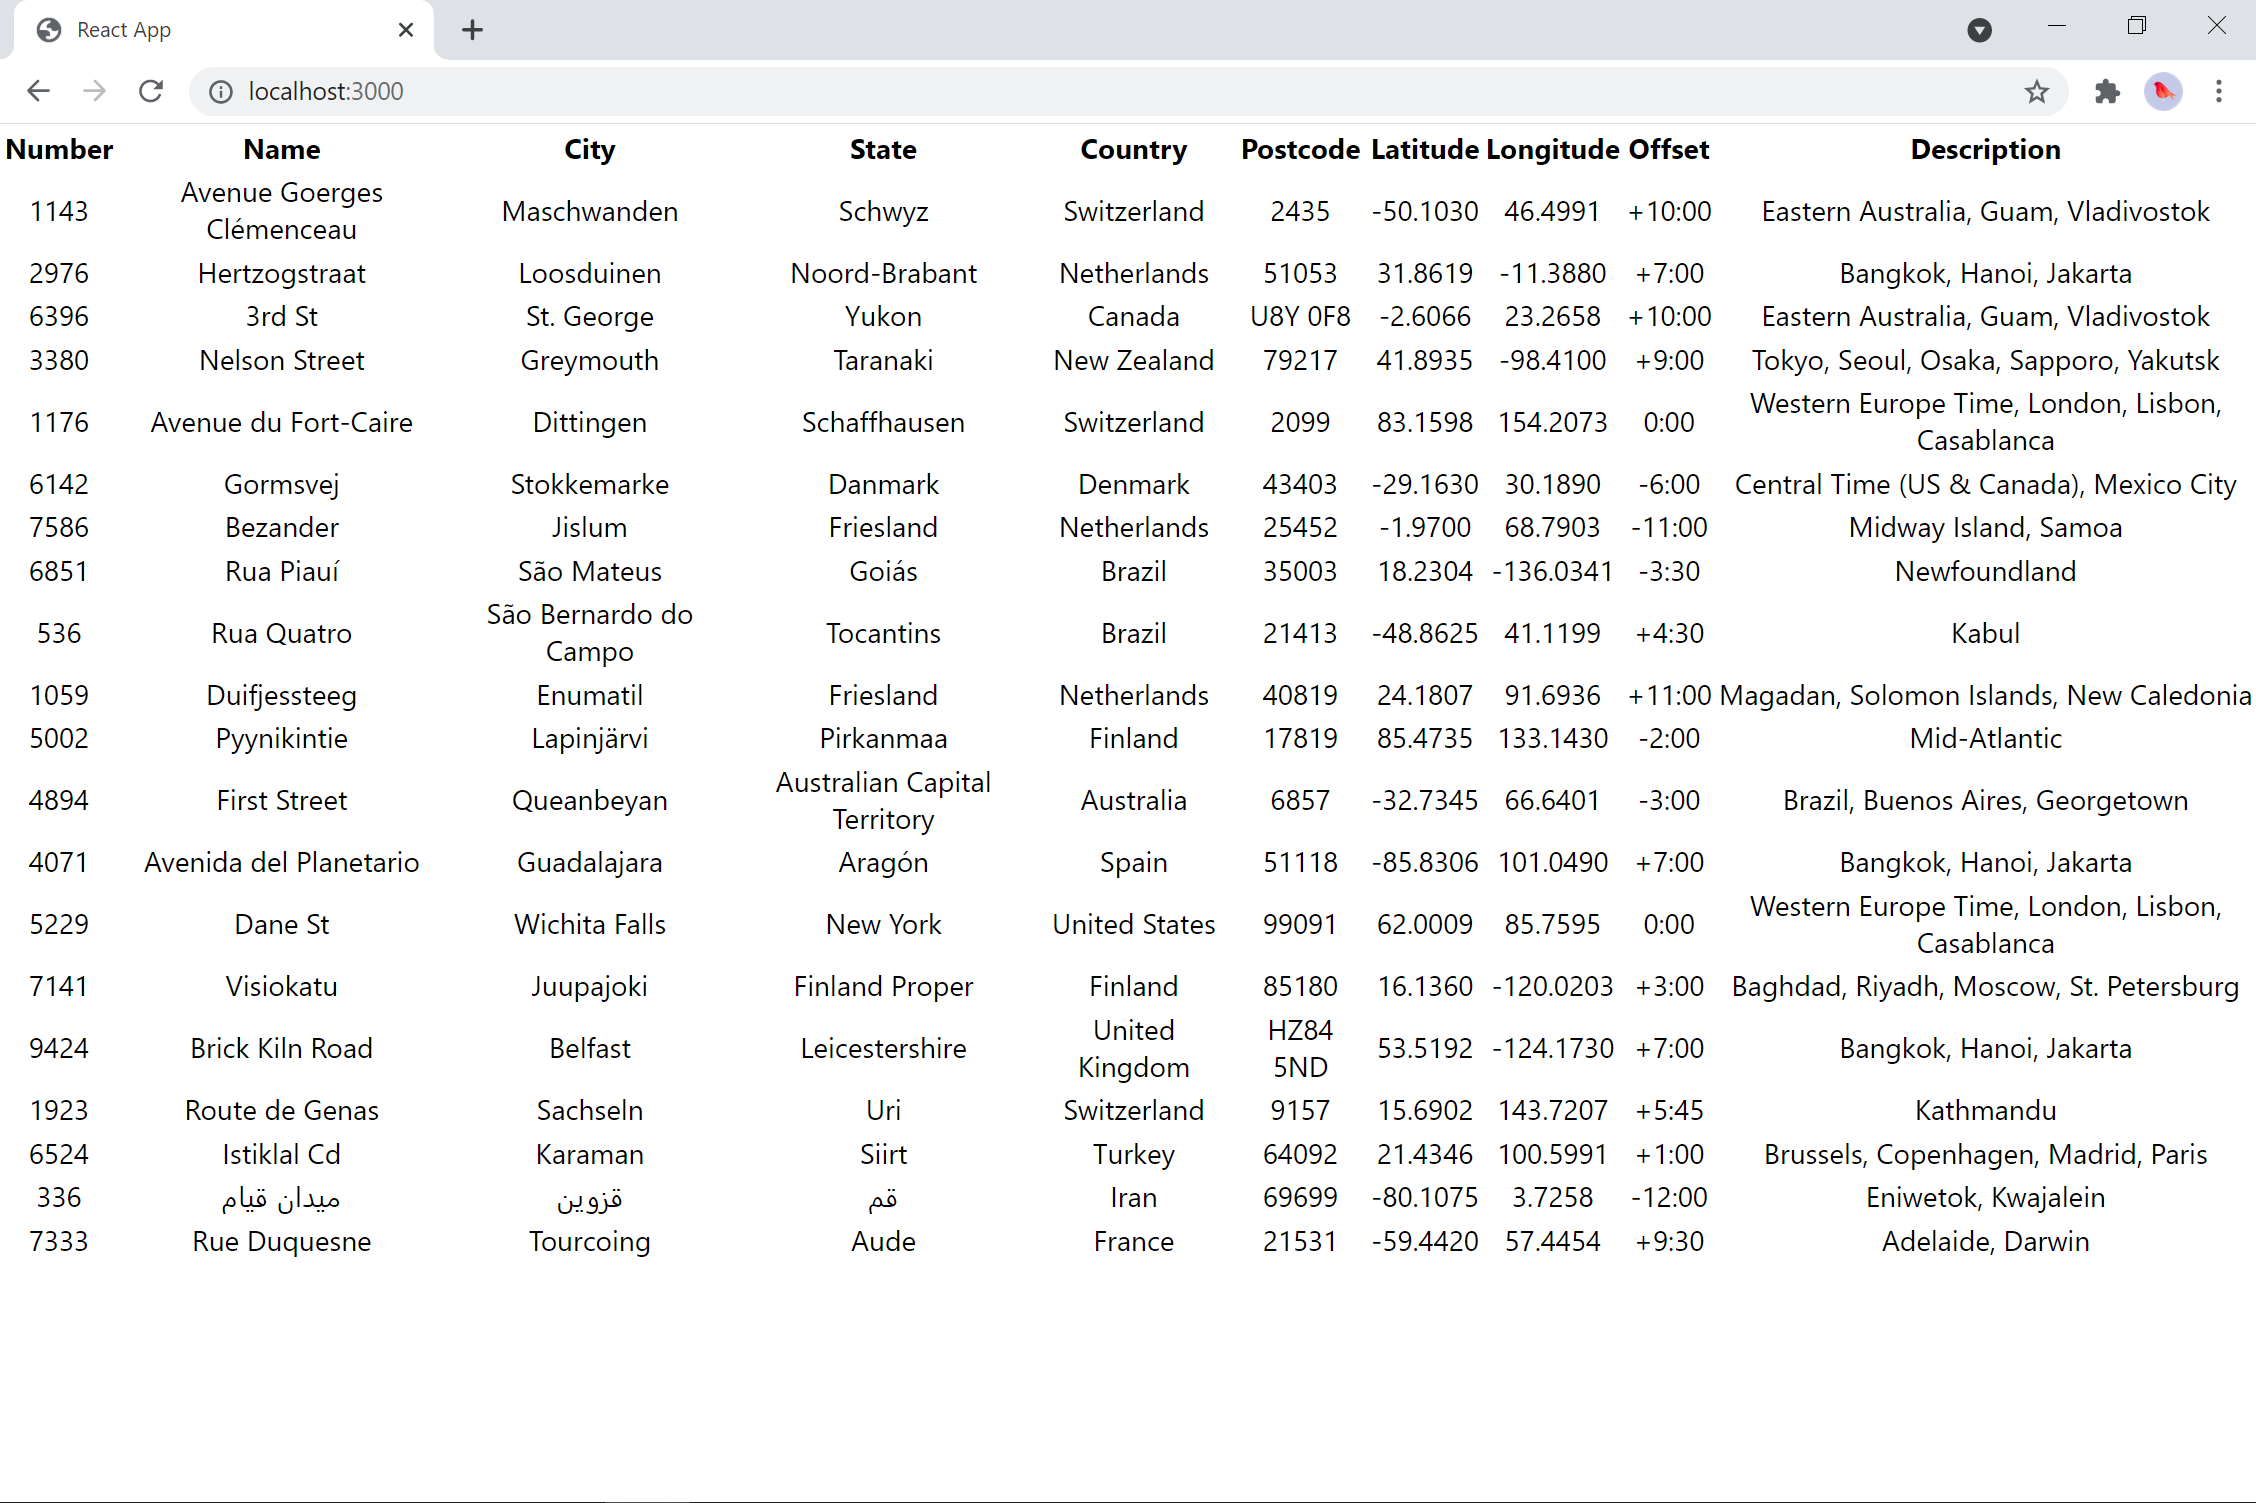 React App
localhost:3000
Number Name City State Country Postcode Latitude Longitude Offset Description
1143 Avenue Goerges Clémenceau Maschwanden Schwyz Switzerland 2435 -50.1030 46.4991 +10:00 Eastern Australia, Guam, Vladivostok
2976 Hertzogstraat Loosduinen Noord-Brabant Netherlands 51053 31.8619 -11.3880 +7:00 Bangkok, Hanoi, Jakarta
6396 3rd St St. George Yukon Canada U8Y 0F8 -2.6066 23.2658 +10:00 Eastern Australia, Guam, Vladivostok
3380 Nelson Street Greymouth Taranaki New Zealand 79217 41.8935 -98.4100 +9:00 Tokyo, Seoul, Osaka, Sapporo, Yakutsk
1176 Avenue du Fort-Caire Dittingen Schaffhausen Switzerland 2099 83.1598 154.2073 0:00 Western Europe Time, London, Lisbon, Casablanca
6142 Gormsvej Stokkemarke Danmark Denmark 43403 -29.1630 30.1890 -6:00 Central Time (US & Canada), Mexico City
7586 Bezander Jislum Friesland Netherlands 25452 -1.9700 68.7903 -11:00 Midway Island, Samoa
6851 Rua Piauí São Mateus Goiás Brazil 35003 18.2304 -136.0341 -3:30 Newfoundland
536 Rua Quatro São Bernardo do Campo Tocantins Brazil 21413 -48.8625 41.1199 +4:30 Kabul
1059 Duifjessteeg Enumatil Friesland Netherlands 40819 24.1807 91.6936 +11:00 Magadan, Solomon Islands, New Caledonia
5002 Pyynikintie Lapinjärvi Pirkanmaa Finland 17819 85.4735 133.1430 -2:00 Mid-Atlantic
4894 First Street Queanbeyan Australian Capital Territory Australia 6857 -32.7345 66.6401 -3:00 Brazil, Buenos Aires, Georgetown
4071 Avenida del Planetario Guadalajara Aragón Spain 51118 -85.8306 101.0490 +7:00 Bangkok, Hanoi, Jakarta
5229 Dane St Wichita Falls New York United States 99091 62.0009 85.7595 0:00 Western Europe Time, London, Lisbon, Casablanca
7141 Visiokatu Juupajoki Finland Proper Finland 85180 16.1360 -120.0203 +3:00 Baghdad, Riyadh, Moscow, St. Petersburg
9424 Brick Kiln Road Belfast Leicestershire United Kingdom HZ84 5ND 53.5192 -124.1730 +7:00 Bangkok, Hanoi, Jakarta
1923 Route de Genas Sachseln Uri Switzerland 9157 15.6902 143.7207 +5:45 Kathmandu
6524 Istiklal Cd Karaman Siirt Turkey 64092 21.4346 100.5991 +1:00 Brussels, Copenhagen, Madrid, Paris
336 میدان قیام قزوین قم Iran 69699 -80.1075 3.7258 -12:00 Eniwetok, Kwajalein
7333 Rue Duquesne Tourcoing Aude France 21531 -59.4420 57.4454 +9:30 Adelaide, Darwin